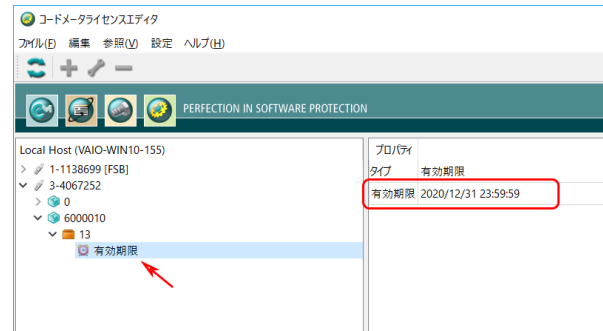 コードメータライセンスエディタ
ファイル(F) 編集 参照(V) 設定 ヘルプ(H)
PERFECTION IN SOFTWARE PROTECTION
Local Host (VAIO-WIN10-155)
1-1138699 [FSB]
3-4067252
0
6000010
13
有効期限
プロパティ
タイプ 有効期限
有効期限 2020/12/31 23:59:59